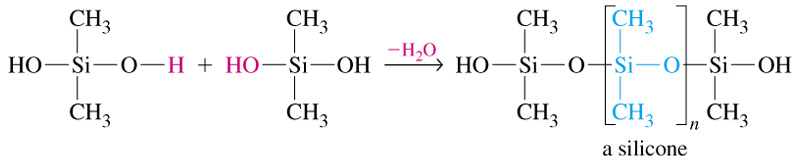 CH3 CH3 CH3 CH3 CH3
HO—Si—O—H + HO—Si—OH −H2O HO—Si—O—Si—O—Si—OH
CH3 CH3 CH3 CH3 n CH3
a silicone